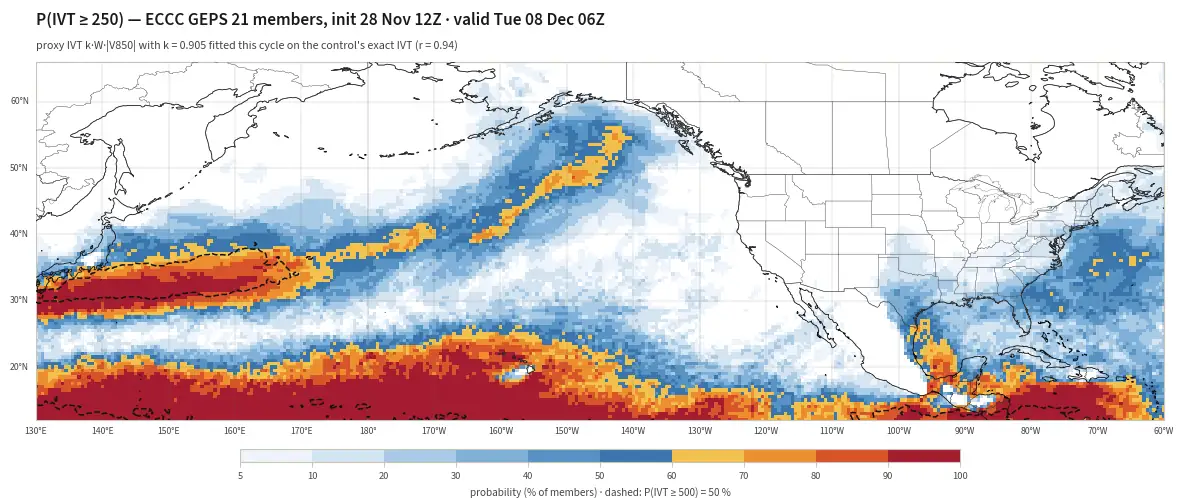 P(IVT ≥ 250) — ECCC GEPS 21 members, init 28 Nov 12Z · valid Tue 08 Dec 06Z
proxy IVT k·W·|V850| with k = 0.905 fitted this cycle on the control's exact IVT (r = 0.94)
60°N
50°N
40°N
30°N
20°N
130°E 140°E 150°E 160°E 170°E 180° 170°W 160°W 150°W 140°W 130°W 120°W 110°W 100°W 90°W 80°W 70°W 60°W
5 10 20 30 40 50 60 70 80 90 100
probability (% of members) · dashed: P(IVT ≥ 500) = 50 %